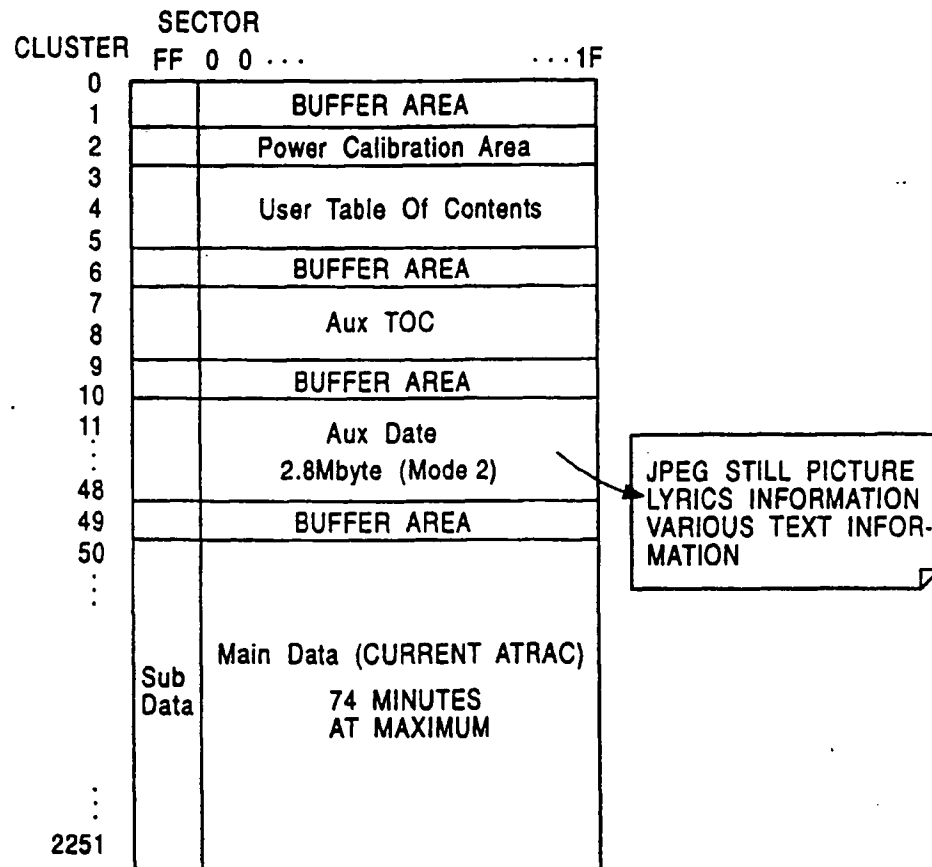 SECTOR
CLUSTER FF 0 0 ··· ···1F
0
1 BUFFER AREA
2 Power Calibration Area
3
4 User Table Of Contents
5
6 BUFFER AREA
7
8 Aux TOC
9
10 BUFFER AREA
11 Aux Date
2.8Mbyte (Mode 2)
48
49 BUFFER AREA
50
JPEG STILL PICTURE
LYRICS INFORMATION
VARIOUS TEXT INFOR-
MATION
Sub
Data
Main Data (CURRENT ATRAC)
74 MINUTES
AT MAXIMUM
2251